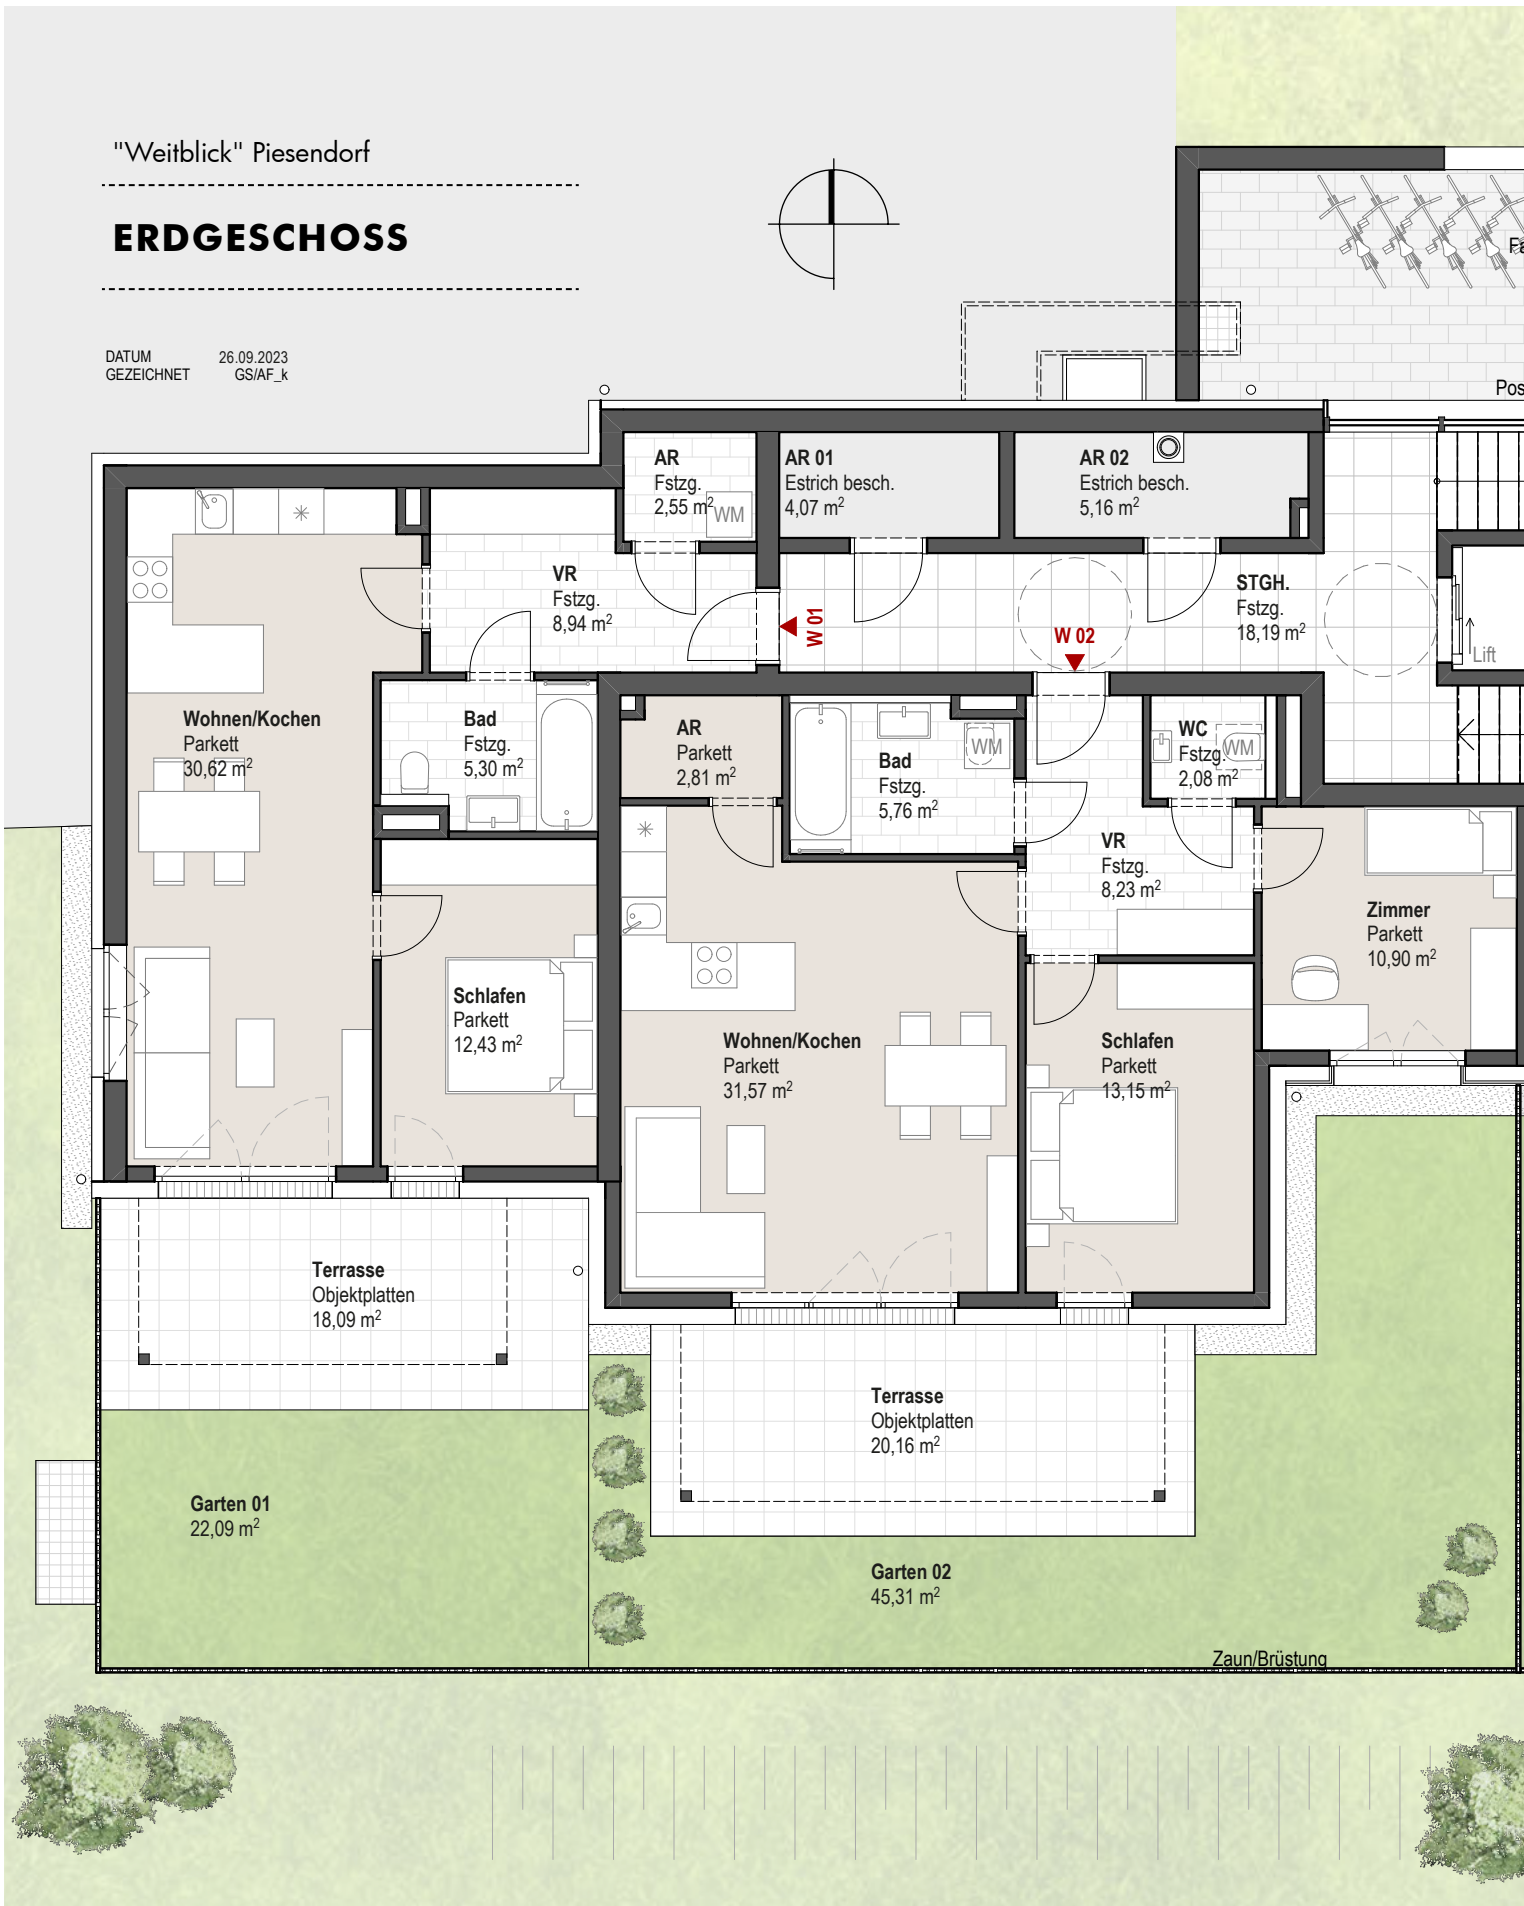 "Weitblick" Piesendorf
ERDGESCHOSS
DATUM 26.09.2023
GEZEICHNET GS/AF_k
Fa
Pos
AR
Fstzg.
2,55 m²
WM
AR 01
Estrich besch.
4,07 m²
AR 02
Estrich besch.
5,16 m²
VR
Fstzg.
8,94 m²
W 01
W 02
STGH.
Fstzg.
18,19 m²
Lift
Wohnen/Kochen
Parkett
30,62 m²
Bad
Fstzg.
5,30 m²
AR
Parkett
2,81 m²
Bad
Fstzg.
5,76 m²
WM
WC
Fstzg.
2,08 m²
WM
VR
Fstzg.
8,23 m²
Zimmer
Parkett
10,90 m²
Schlafen
Parkett
12,43 m²
Wohnen/Kochen
Parkett
31,57 m²
Schlafen
Parkett
13,15 m²
Terrasse
Objektplatten
18,09 m²
Terrasse
Objektplatten
20,16 m²
Garten 01
22,09 m²
Garten 02
45,31 m²
Zaun/Brüstung